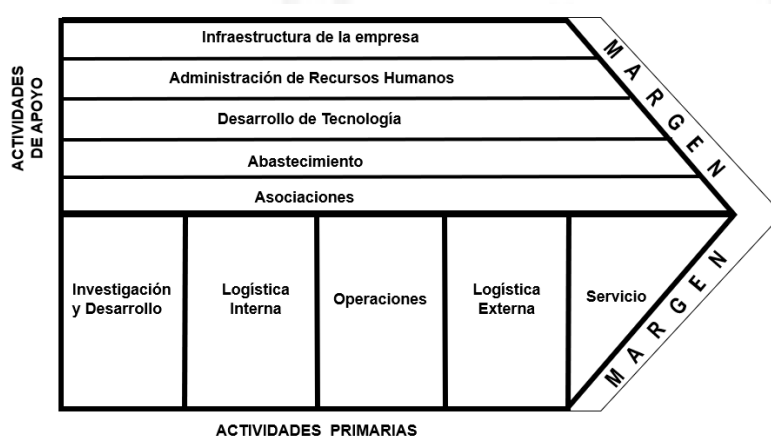 Infraestructura de la empresa
Administración de Recursos Humanos
Desarrollo de Tecnología
Abastecimiento
Asociaciones
ACTIVIDADES
DE APOYO
MARGEN
Investigación
y Desarrollo
Logística
Interna
Operaciones
Logística
Externa
Servicio
MARGEN
ACTIVIDADES PRIMARIAS